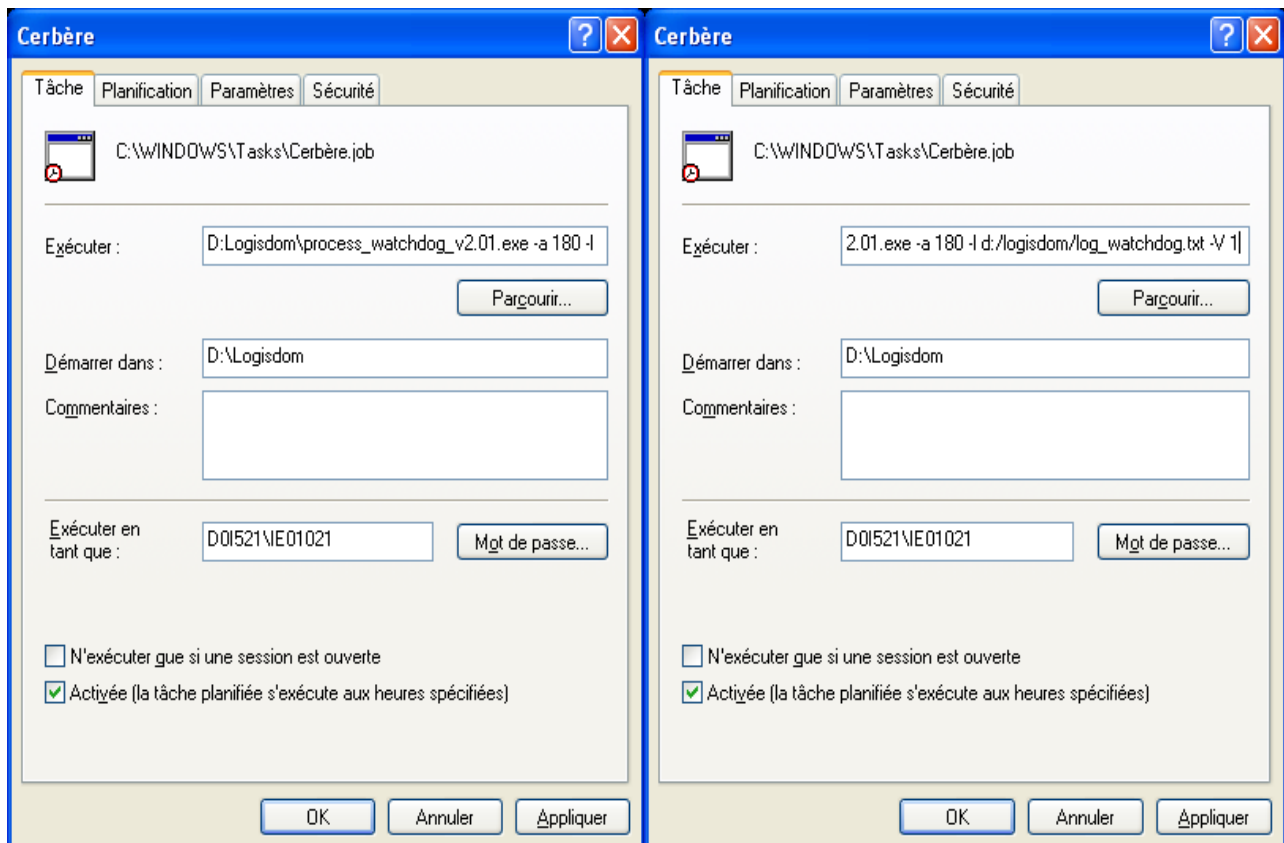 Cerbère
Tâche Planification Paramètres Sécurité
C:\WINDOWS\Tasks\Cerbère.job
Exécuter : D:Logisdom\process_watchdog_v2.01.exe -a 180 -l
Parcourir...
Démarrer dans : D:\Logisdom
Commentaires :
Exécuter en
tant que : D0I521\IE01021 Mot de passe...
N'exécuter que si une session est ouverte
Activée (la tâche planifiée s'exécute aux heures spécifiées)
OK Annuler Appliquer
Cerbère
Tâche Planification Paramètres Sécurité
C:\WINDOWS\Tasks\Cerbère.job
Exécuter : 2.01.exe -a 180 -l d:/logisdom/log_watchdog.txt -V 1
Parcourir...
Démarrer dans : D:\Logisdom
Commentaires :
Exécuter en
tant que : D0I521\IE01021 Mot de passe...
N'exécuter que si une session est ouverte
Activée (la tâche planifiée s'exécute aux heures spécifiées)
OK Annuler Appliquer